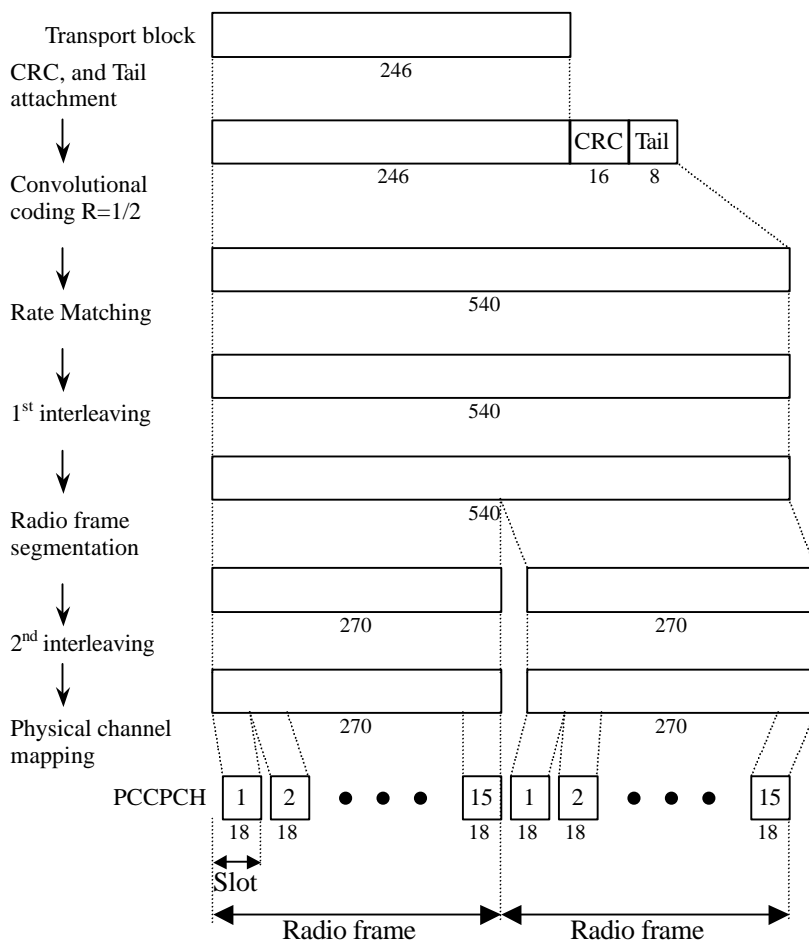 Transport block
246
CRC, and Tail
attachment
CRC Tail
246 16 8
Convolutional
coding R=1/2
540
Rate Matching
540
1st interleaving
540
Radio frame
segmentation
270 270
2nd interleaving
270 270
Physical channel
mapping
PCCPCH 1 2 • • • 15 1 2 • • • 15
18 18 18 18 18 18
Slot
Radio frame Radio frame